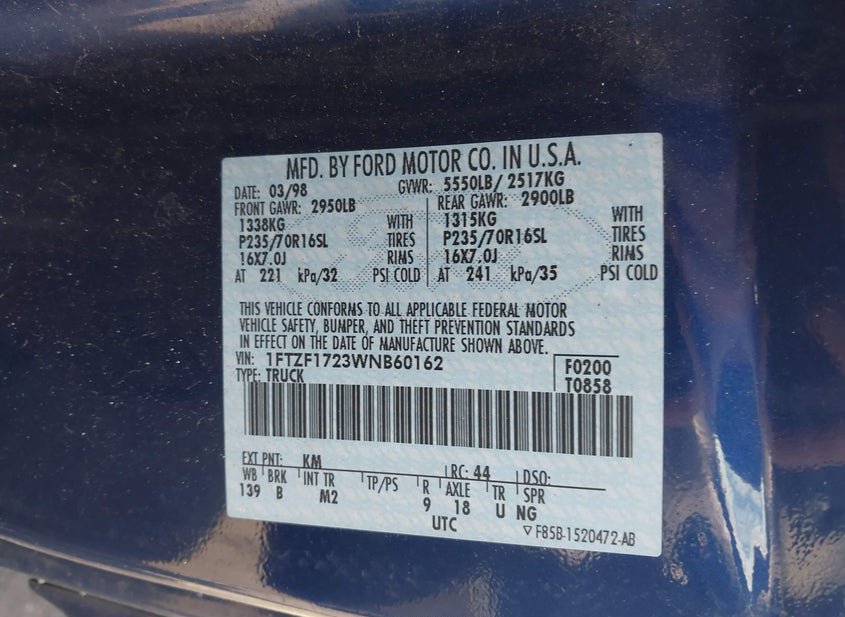 MFD. BY FORD MOTOR CO. IN U.S.A.
DATE: 03/98 GVWR: 5550LB/ 2517KG
FRONT GAWR: 2950LB REAR GAWR: 2900LB
1338KG WITH 1315KG WITH
P235/70R16SL TIRES P235/70R16SL TIRES
16X7.0J RIMS 16X7.0J RIMS
AT 221 kPa/32 PSI COLD AT 241 kPa/35 PSI COLD
THIS VEHICLE CONFORMS TO ALL APPLICABLE FEDERAL MOTOR
VEHICLE SAFETY, BUMPER, AND THEFT PREVENTION STANDARDS
IN EFFECT ON THE DATE OF MANUFACTURE SHOWN ABOVE.
VIN: 1FTZF1723WNB60162 F0200
TYPE: TRUCK T0858
EXT PNT: KM RC: 44 DSO:
WB BRK INT TR TP/PS R AXLE TR SPR
139 B M2 9 18 U NG
UTC
F85B-1520472-AB